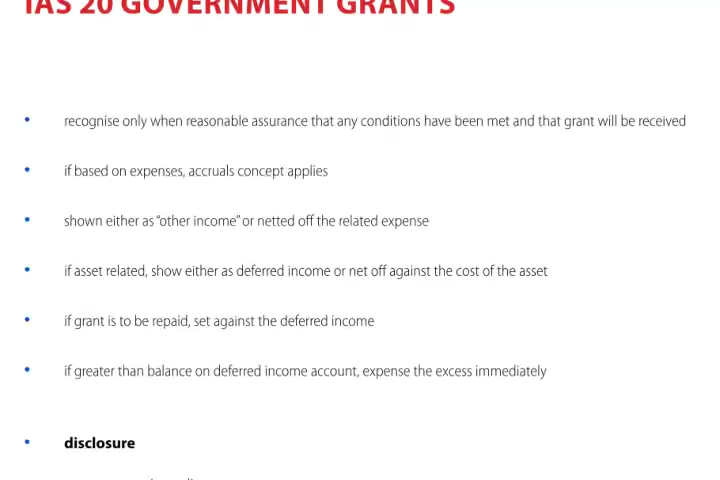 IAS 20 GOVERNMENT GRANTS
• recognise only when reasonable assurance that any conditions have been met and that grant will be received
• if based on expenses, accruals concept applies
• shown either as “other income” or netted off the related expense
• if asset related, show either as deferred income or net off against the cost of the asset
• if grant is to be repaid, set against the deferred income
• if greater than balance on deferred income account, expense the excess immediately
• disclosure